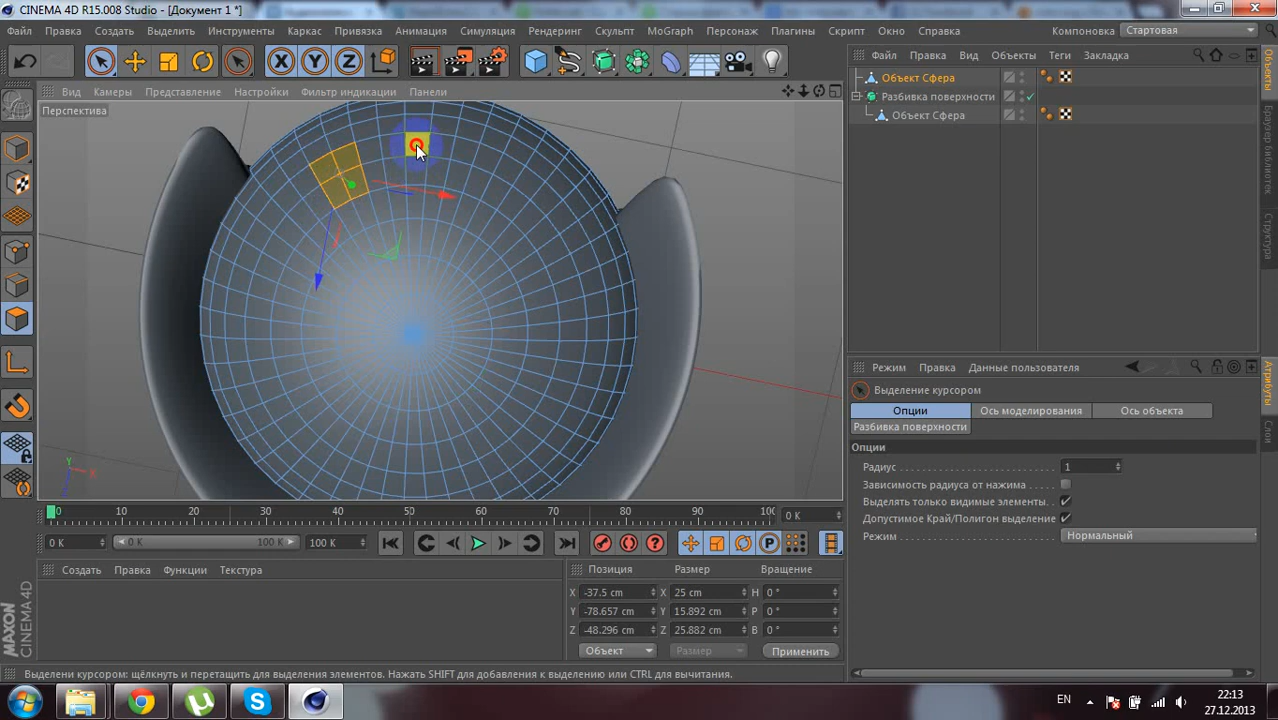 CINEMA 4D R15.008 Studio - [Документ 1 *]
Файл Правка Создать Выделить Инструменты Каркас Привязка Анимация Симуляция Рендеринг Скульпт MoGraph Персонаж Плагины Скрипт Окно Справка Компоновка Стартовая
X Y Z
Файл Правка Вид Объекты Теги Закладка
Объект Сфера
Разбивка поверхности
Объект Сфера
Вид Камеры Представление Настройки Фильтр индикации Панели
Перспектива
Y X
Объекты
Браузер библиотек
Структура
Режим Правка Данные пользователя
Выделение курсором
Опции Ось моделирования Ось объекта
Разбивка поверхности
Опции
Радиус 1
Зависимость радиуса от нажима
Выделять только видимые элементы.
Допустимое Край/Полигон выделение
Режим Нормальный
Атрибуты
Слои
0 10 20 30 40 50 60 70 80 90 100 0 K
0 K 0 K 100 K 100 K
Создать Правка Функции Текстура
Позиция Размер Вращение
X -37.5 cm X 25 cm H 0 °
Y -78.657 cm Y 15.892 cm P 0 °
Z -48.296 cm Z 25.882 cm B 0 °
Объект Размер Применить
MAXON CINEMA 4D
Выделени курсором: щёлкнуть и перетащить для выделения элементов. Нажать SHIFT для добавления к выделению или CTRL для вычитания.
EN 22:13
27.12.2013